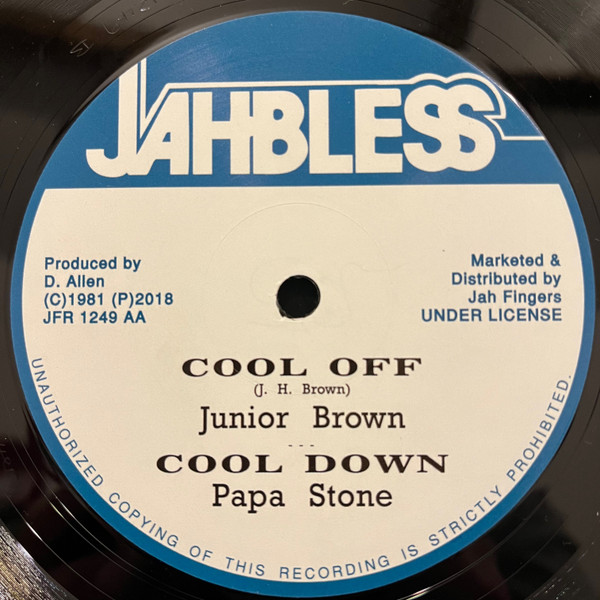 JAHBLESS
Produced by
D. Allen
(C)1981 (P)2018
JFR 1249 AA
Marketed &
Distributed by
Jah Fingers
UNDER LICENSE
COOL OFF
(J. H. Brown)
Junior Brown
---
COOL DOWN
Papa Stone
UNAUTHORIZED COPYING OF THIS RECORDING IS STRICTLY PROHIBITED.